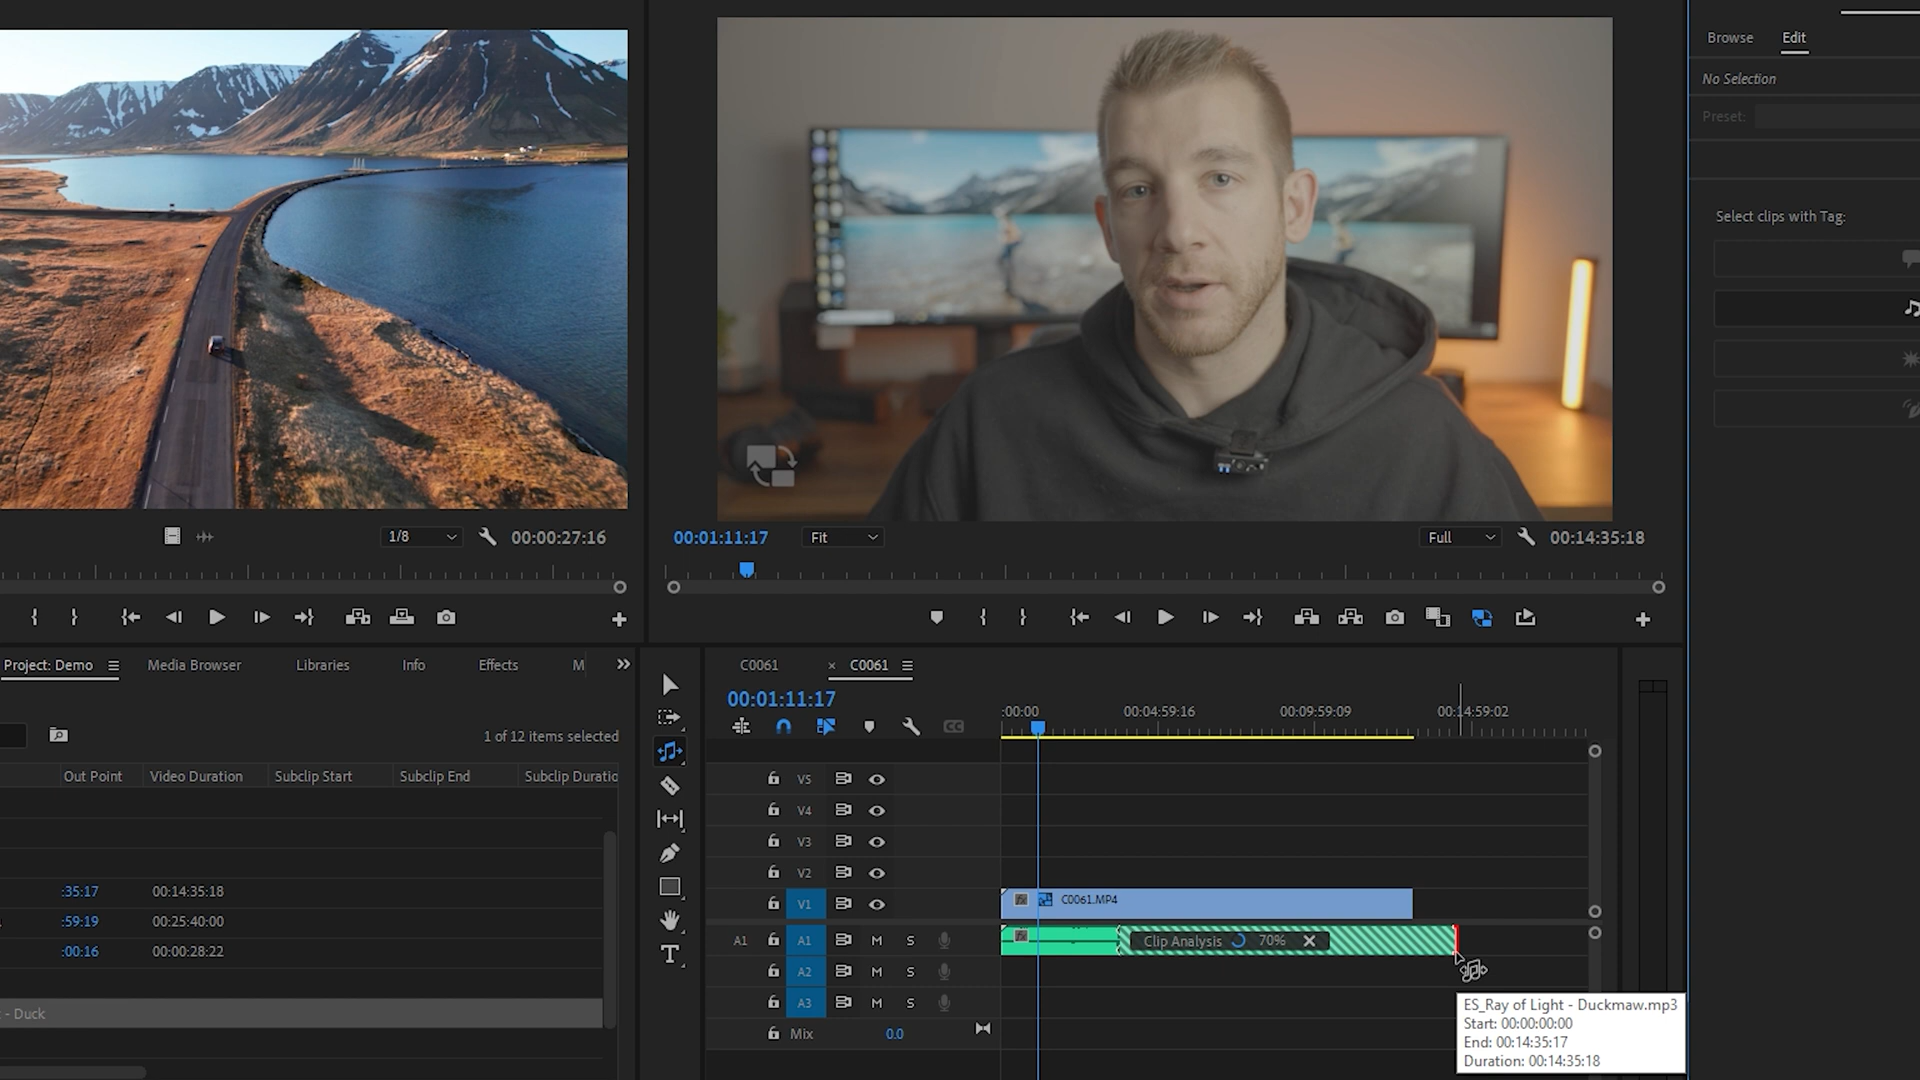 Browse
Edit
No Selection
Preset:
Select clips with Tag:
1/8
00:00:27:16
00:01:11:17
Fit
Full
00:14:35:18
Project: Demo
Media Browser
Libraries
Info
Effects
M
C0061
× C0061
00:01:11:17
:00:00
00:04:59:16
00:09:59:09
00:14:59:02
CC
1 of 12 items selected
Out Point
Video Duration
Subclip Start
Subclip End
Subclip Duratio
:35:17
00:14:35:18
:59:19
00:25:40:00
:00:16
00:00:28:22
- Duck
V5
V4
V3
V2
V1
fx
C0061.MP4
A1
A1
M
S
fx
Clip Analysis
70%
A2
M
S
A3
M
S
Mix
0.0
T
ES_Ray of Light - Duckmaw.mp3
Start: 00:00:00:00
End: 00:14:35:17
Duration: 00:14:35:18